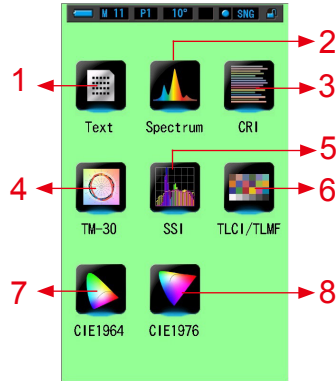 M 11 P1 10° SNG
1 2 3
Text Spectrum CRI
4 5 6
TM-30 SSI TLCI/TLMF
7 8
CIE1964 CIE1976